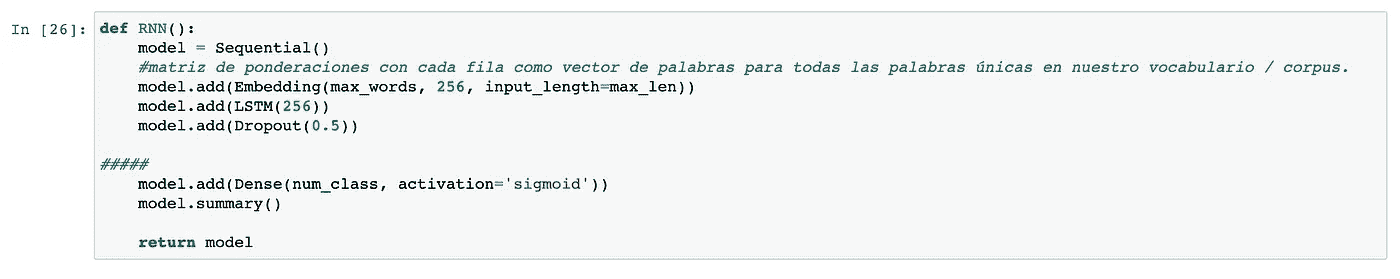 In [26]: def RNN():
    model = Sequential()
    #matriz de ponderaciones con cada fila como vector de palabras para todas las palabras únicas en nuestro vocabulario / corpus.
    model.add(Embedding(max_words, 256, input_length=max_len))
    model.add(LSTM(256))
    model.add(Dropout(0.5))
#####
    model.add(Dense(num_class, activation='sigmoid'))
    model.summary()
    return model